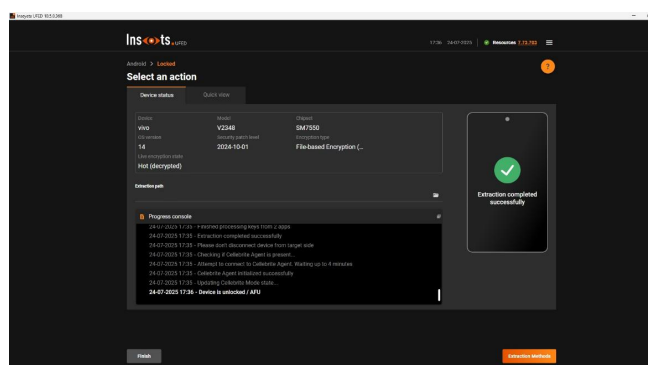 Inseyets UFED 10.5.0.369
Inseyets UFED
17:36 24-07-2025 Resources 7.73.703
Android > Locked
Select an action
?
Device status Quick view
Device Model Chipset
vivo V2348 SM7550
OS version Security patch level Encryption type
14 2024-10-01 File-based Encryption (...
Live encryption state
Hot (decrypted)
Extraction path
Extraction completed
successfully
Progress console
24-07-2025 17:35 - Finished processing keys from 2 apps
24-07-2025 17:35 - Extraction completed successfully
24-07-2025 17:35 - Please don't disconnect device from target side
24-07-2025 17:35 - Checking if Cellebrite Agent is present...
24-07-2025 17:35 - Attempt to connect to Cellebrite Agent. Waiting up to 4 minutes
24-07-2025 17:35 - Cellebrite Agent initialized successfully
24-07-2025 17:35 - Updating Cellebrite Mode state...
24-07-2025 17:36 - Device is unlocked / AFU
Finish Extraction Methods